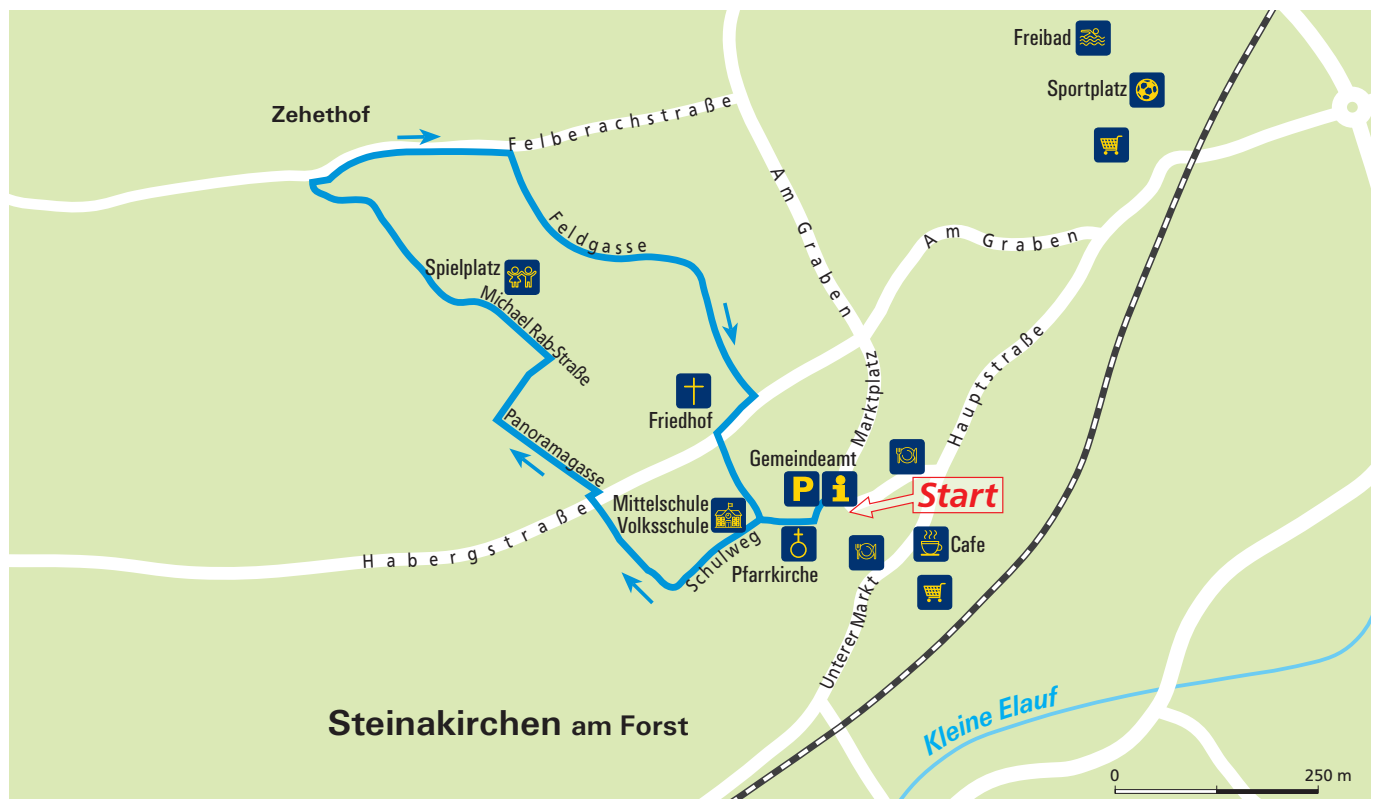 Freibad
Sportplatz
Zehethof
Felberachstraße
Am Graben
Feldgasse
Am Graben
Spielplatz
Michael Rab-Straße
Hauptstraße
Marktplatz
Friedhof
Panoramagasse
Gemeindeamt
P i
Start
Mittelschule
Volksschule
Habergstraße
Schulweg
Pfarrkirche
Cafe
Unterer Markt
Steinakirchen am Forst
Kleine Elauf
0 250 m